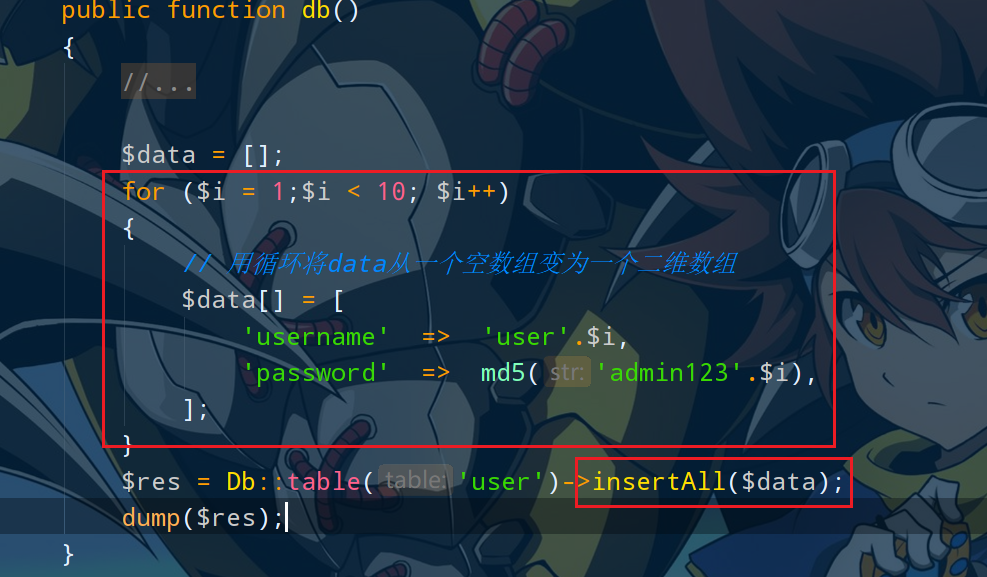 public function db()
{
//...
$data = [];
for ($i = 1;$i < 10; $i++)
{
// 用循环将data从一个空数组变为一个二维数组
$data[] = [
'username' => 'user'.$i,
'password' => md5( str: 'admin123'.$i),
];
}
$res = Db::table( table: 'user')->insertAll($data);
dump($res);
}